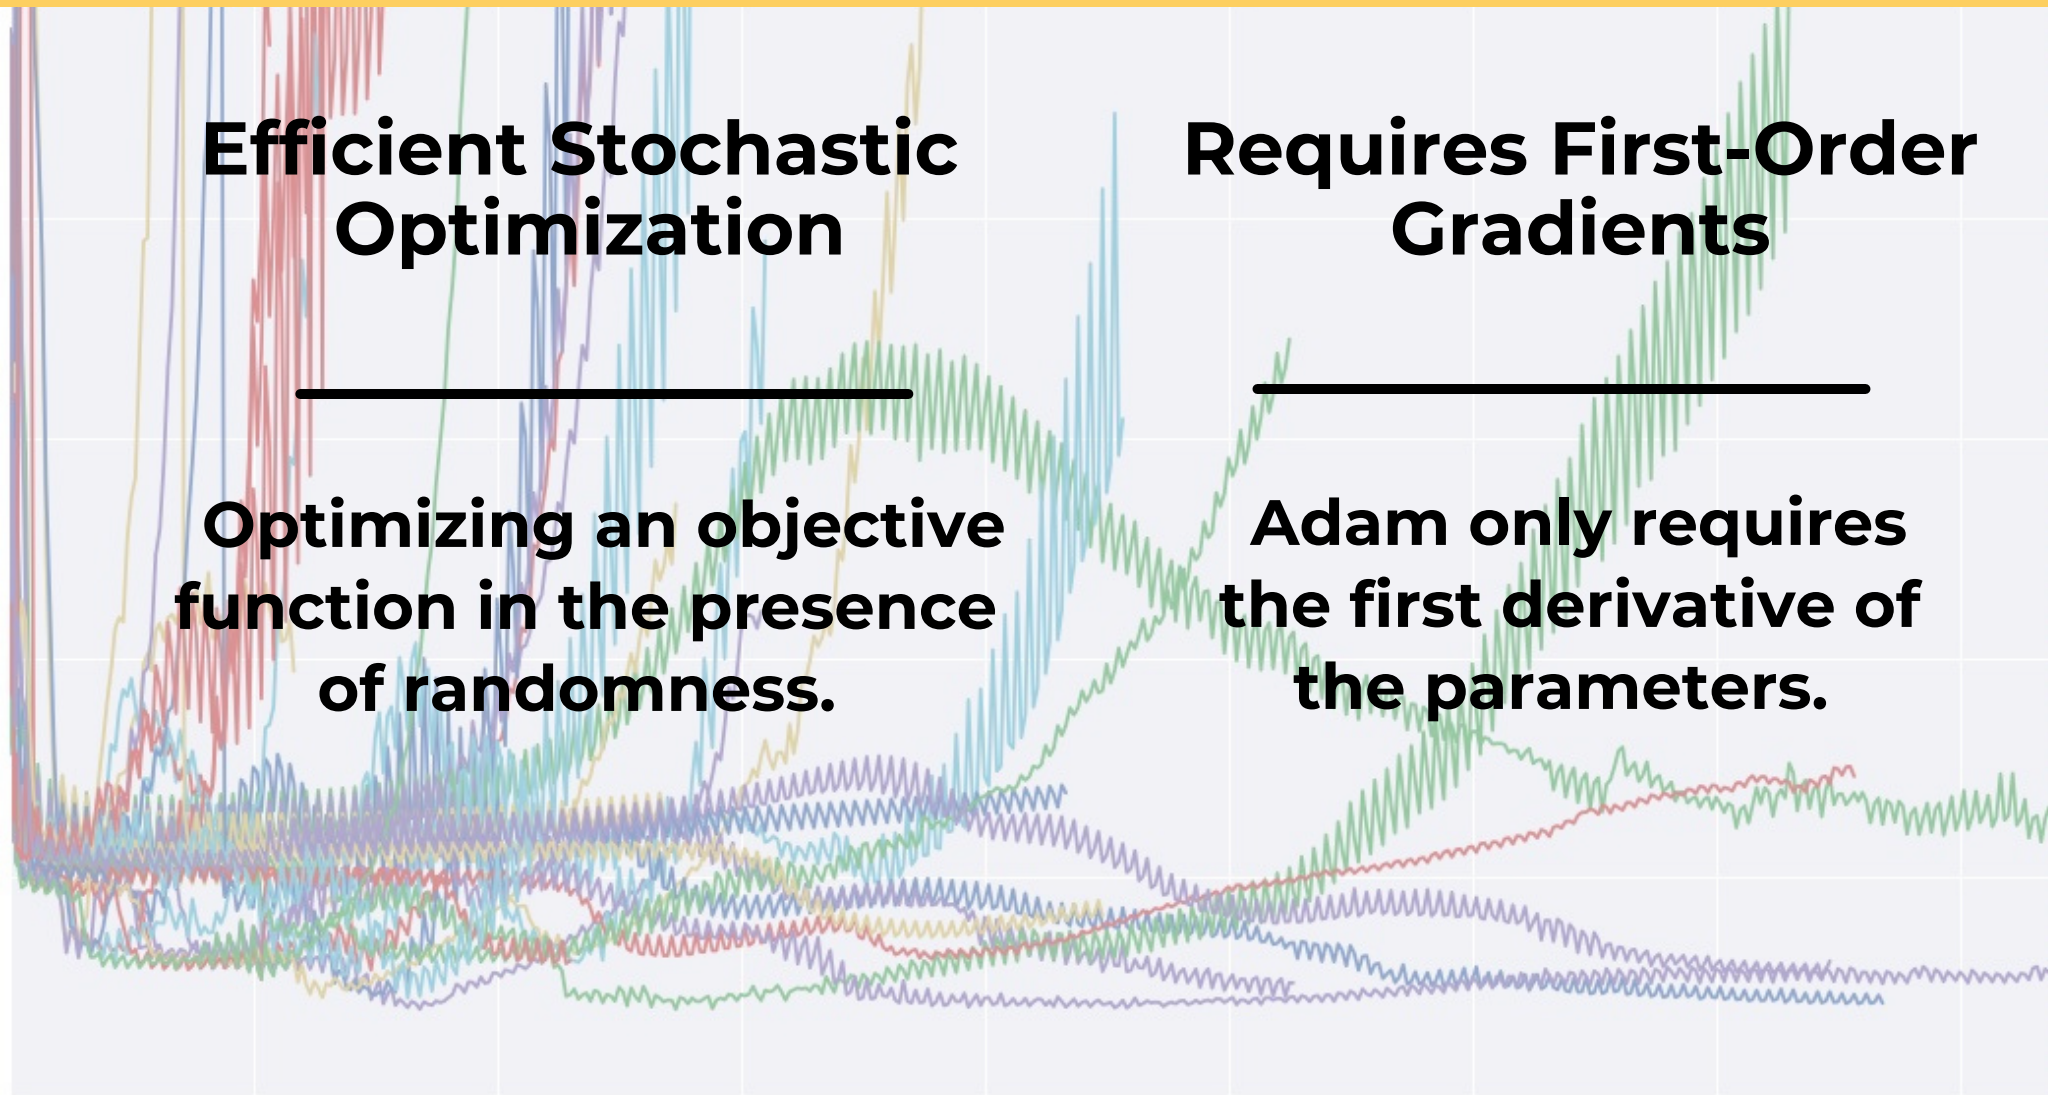 Efficient Stochastic
Optimization
Optimizing an objective
function in the presence
of randomness.
Requires First-Order
Gradients
Adam only requires
the first derivative of
the parameters.